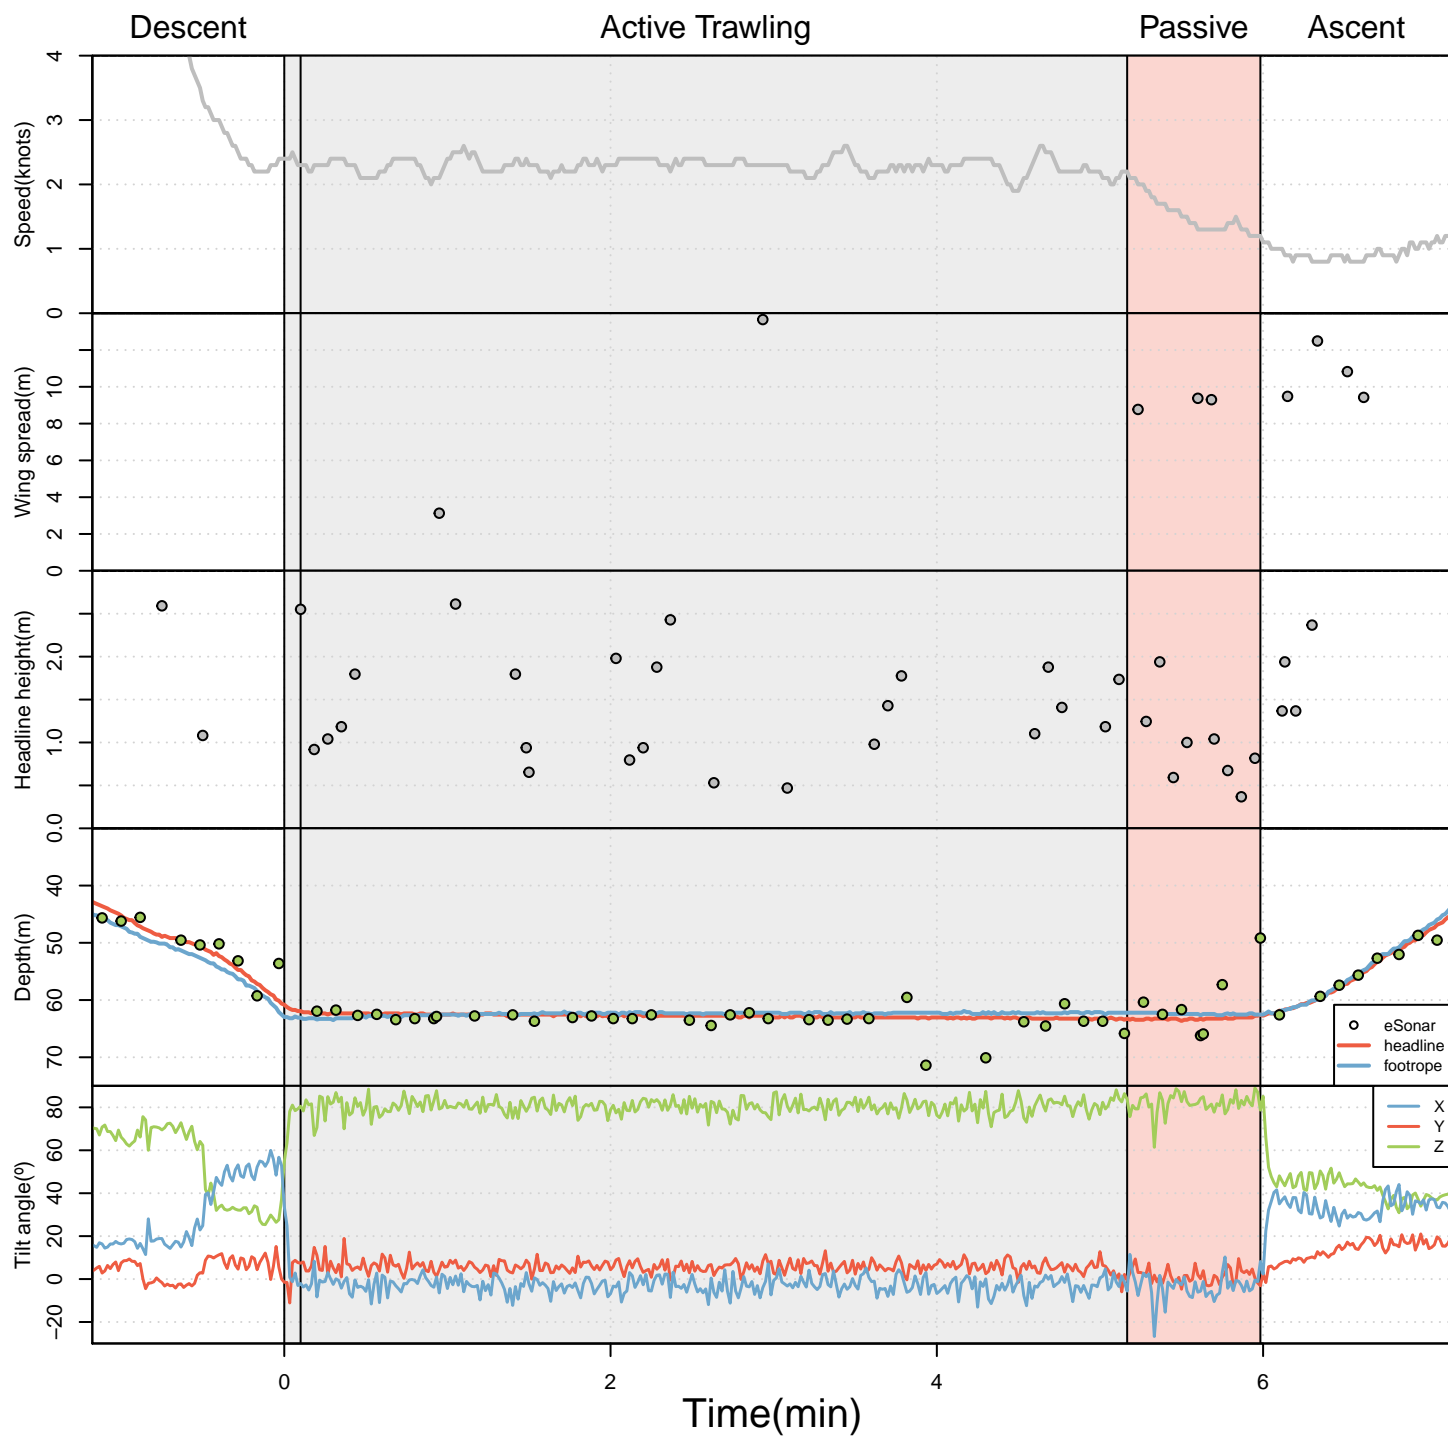 Descent Active Trawling Passive Ascent
Speed(knots)
4
3
2
1
0
Wing spread(m)
10
8
6
4
2
0
Headline height(m)
2.0
1.0
0.0
Depth(m)
40
50
60
70
eSonar
headline
footrope
Tilt angle(º)
80
60
40
20
0
−20
X
Y
Z
0 2 4 6
Time(min)